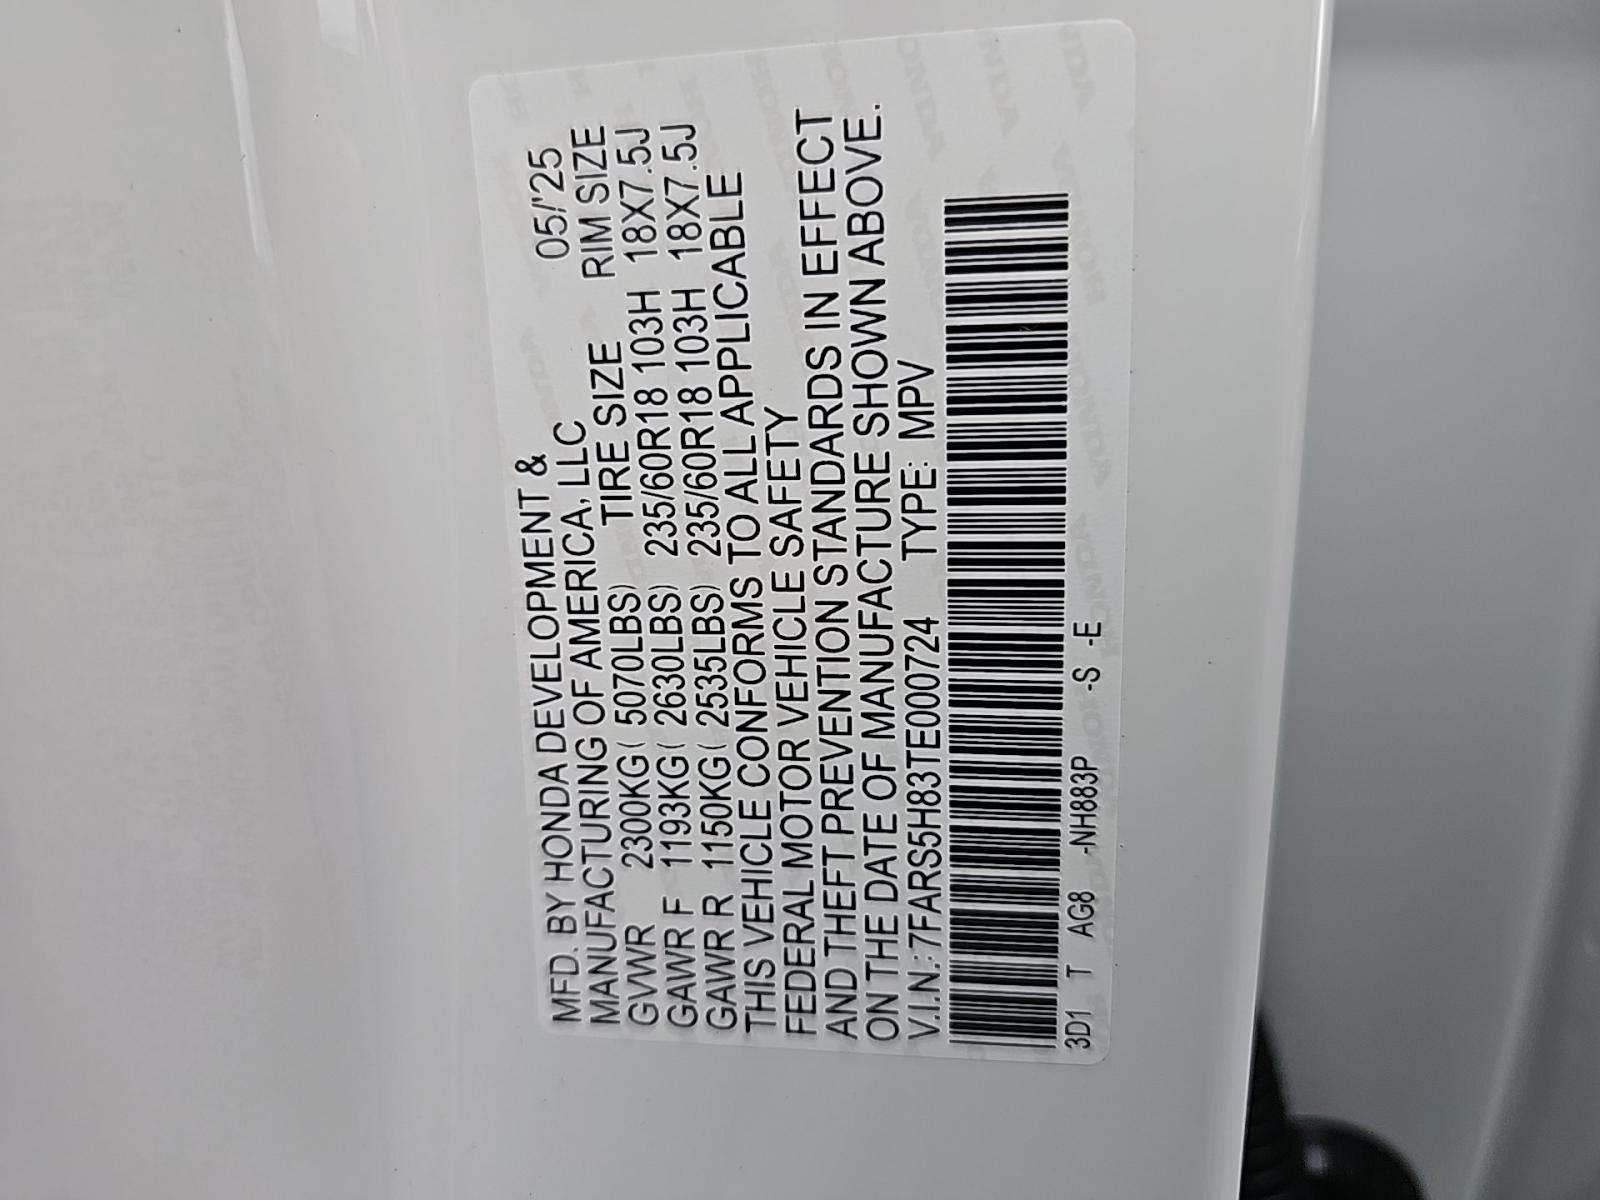 MFD. BY HONDA DEVELOPMENT & 05/'25
MANUFACTURING OF AMERICA, LLC RIM SIZE
TIRE SIZE
GVWR 2300KG( 5070LBS) 235/60R18 103H 18X7.5J
GAWR F 1193KG( 2630LBS) 235/60R18 103H 18X7.5J
GAWR R 1150KG( 2535LBS)
THIS VEHICLE CONFORMS TO ALL APPLICABLE
FEDERAL MOTOR VEHICLE SAFETY
AND THEFT PREVENTION STANDARDS IN EFFECT
ON THE DATE OF MANUFACTURE SHOWN ABOVE.
V.I.N.:7FARS5H83TE000724 TYPE: MPV
3D1 T AG8 -NH883P -S -E